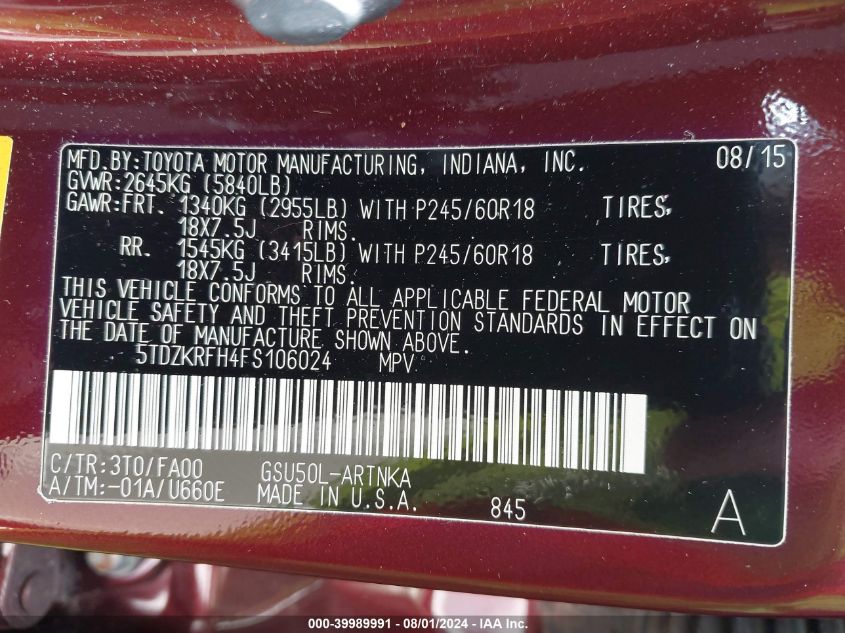 MFD.BY:TOYOTA MOTOR MANUFACTURING, INDIANA, INC. 08/15
GVWR:2645KG (5840LB)
GAWR:FRT. 1340KG (2955LB) WITH P245/60R18 TIRES,
18X7.5J RIMS.
RR. 1545KG (3415LB) WITH P245/60R18 TIRES,
18X7.5J RIMS.
THIS VEHICLE CONFORMS TO ALL APPLICABLE FEDERAL MOTOR
VEHICLE SAFETY AND THEFT PREVENTION STANDARDS IN EFFECT ON
THE DATE OF MANUFACTURE SHOWN ABOVE.
5TDZKRFH4FS106024 MPV
C/TR:3T0/FA00 GSU50L-ARTNKA
A/TM:-01A/U660E MADE IN U.S.A. 845 A
000-39989991 - 08/01/2024 - IAA Inc.